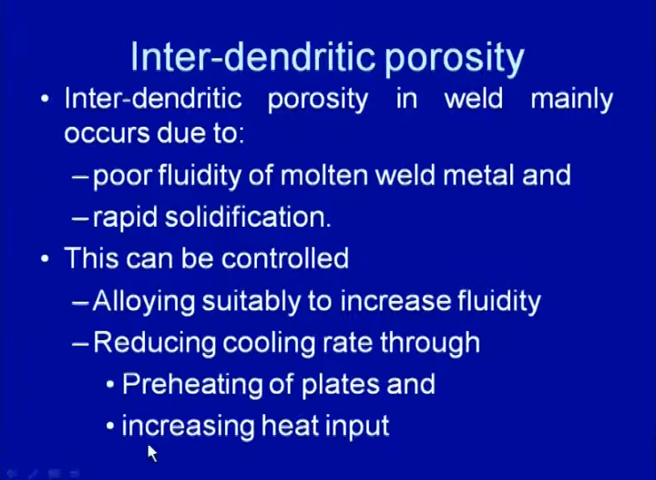 Inter-dendritic porosity
• Inter-dendritic porosity in weld mainly
occurs due to:
–poor fluidity of molten weld metal and
–rapid solidification.
• This can be controlled
–Alloying suitably to increase fluidity
–Reducing cooling rate through
• Preheating of plates and
• increasing heat input